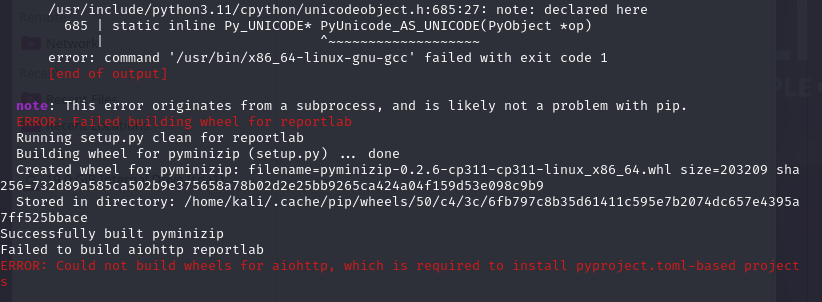 /usr/include/python3.11/cpython/unicodeobject.h:685:27: note: declared here
685 | static inline Py_UNICODE* PyUnicode_AS_UNICODE(PyObject *op)
| ^~~~~~~~~~~~~~~~~~~~
error: command '/usr/bin/x86_64-linux-gnu-gcc' failed with exit code 1
[end of output]
note: This error originates from a subprocess, and is likely not a problem with pip.
ERROR: Failed building wheel for reportlab
Running setup.py clean for reportlab
Building wheel for pyminizip (setup.py) ... done
Created wheel for pyminizip: filename=pyminizip-0.2.6-cp311-cp311-linux_x86_64.whl size=203209 sha
256=732d89a585ca502b9e375658a78b02d2e25bb9265ca424a04f159d53e098c9b9
Stored in directory: /home/kali/.cache/pip/wheels/50/c4/3c/6fb797c8b35d61411c595e7b2074dc657e4395a
7ff525bbace
Successfully built pyminizip
Failed to build aiohttp reportlab
ERROR: Could not build wheels for aiohttp, which is required to install pyproject.toml-based project
s